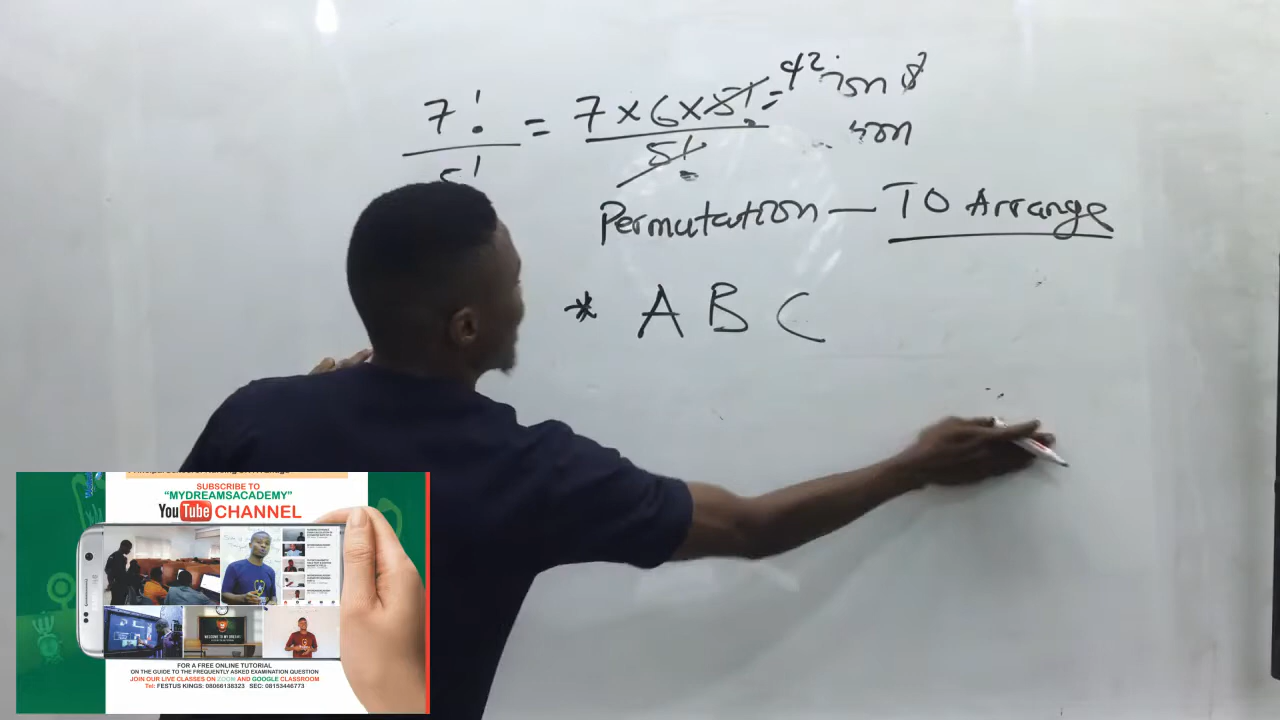 7! = 7 × 6 × 5! = 42
5! 5!
Permutation — TO Arrange
* A B C
SUBSCRIBE TO
"MYDREAMSACADEMY"
YouTube CHANNEL
FOR A FREE ONLINE TUTORIAL
ON THE GUIDE TO THE FREQUENTLY ASKED EXAMINATION QUESTION
JOIN OUR LIVE CLASSES ON ZOOM AND GOOGLE CLASSROOM
Tel: FESTUS KINGS: 08066138323 SEC: 08153446773